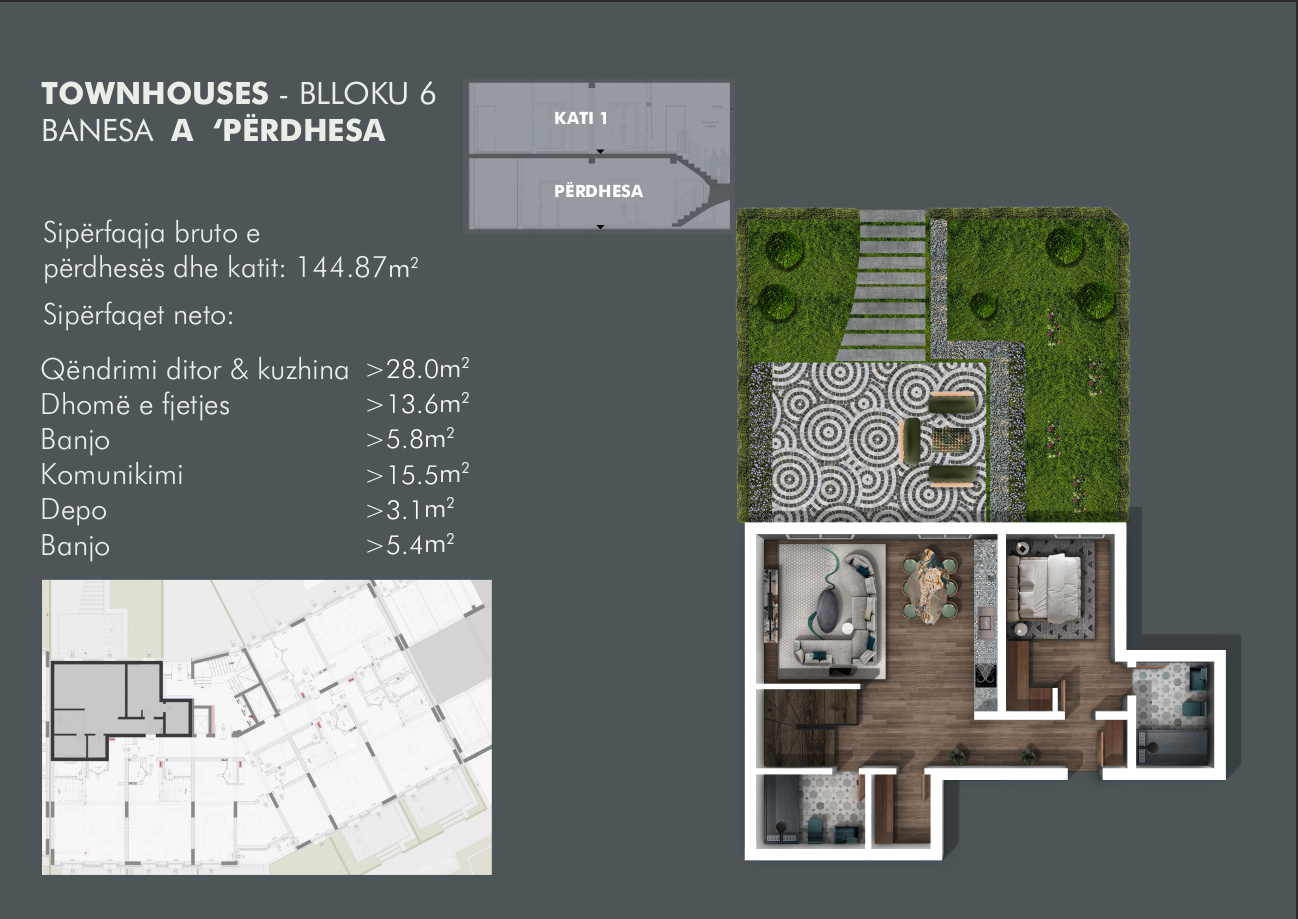 TOWNHOUSES - BLLOKU 6
BANESA A ‘PËRDHESA
KATI 1
PËRDHESA
Sipërfaqja bruto e
përdhesës dhe katit: 144.87m²
Sipërfaqet neto:
Qëndrimi ditor & kuzhina >28.0m²
Dhomë e fjetjes >13.6m²
Banjo >5.8m²
Komunikimi >15.5m²
Depo >3.1m²
Banjo >5.4m²